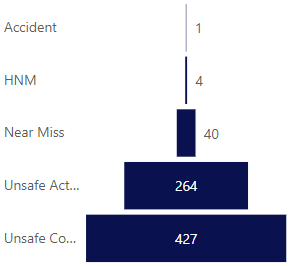 Accident 1
HNM 4
Near Miss 40
Unsafe Act... 264
Unsafe Co... 427